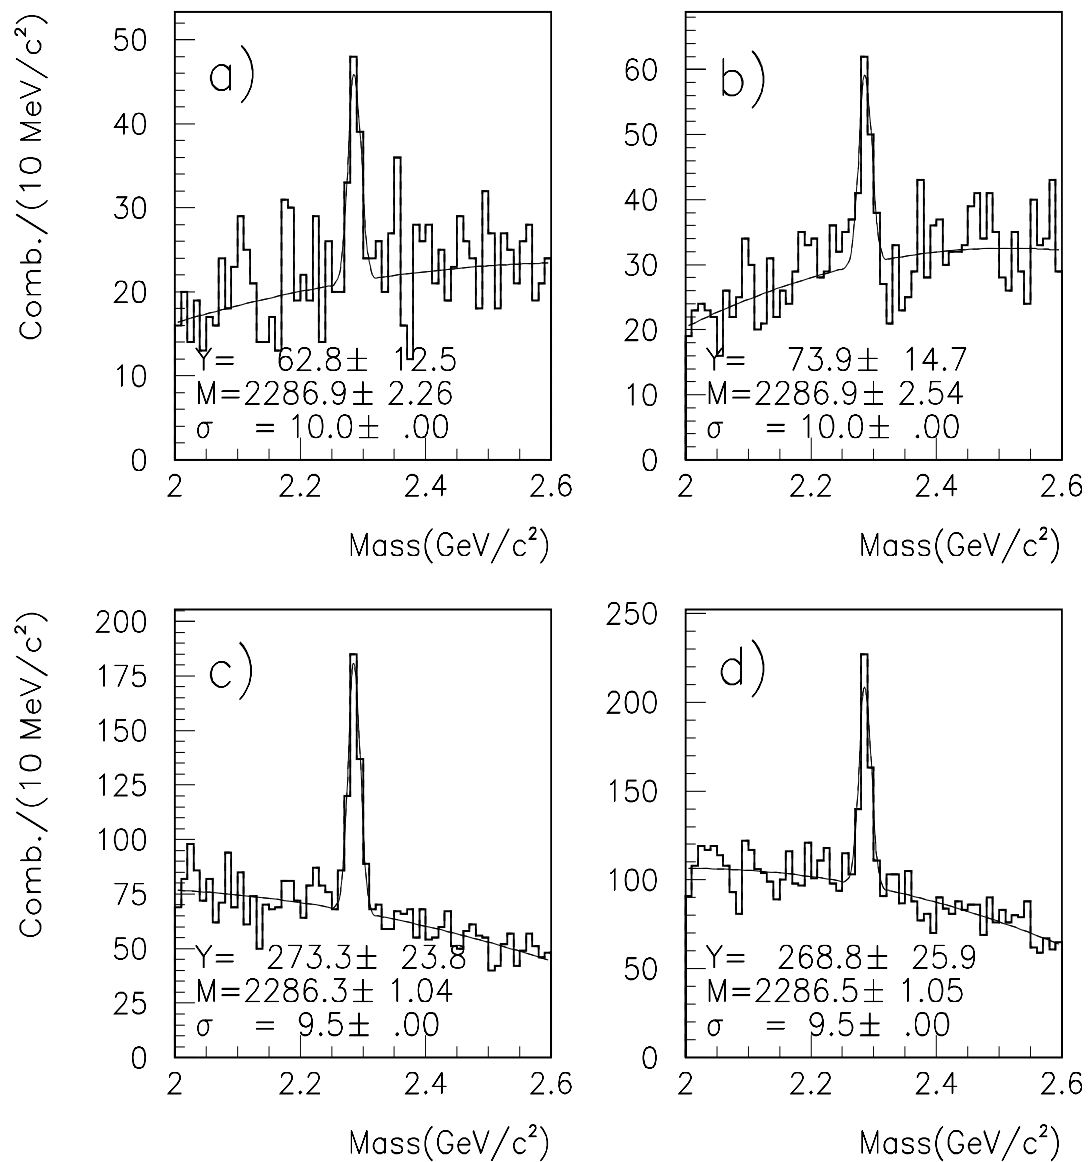 Comb./(10 MeV/c²)
a)
50
40
30
20
10
0
Y= 62.8± 12.5
M=2286.9± 2.26
σ = 10.0± .00
2 2.2 2.4 2.6
Mass(GeV/c²)
b)
60
50
40
30
20
10
0
Y= 73.9± 14.7
M=2286.9± 2.54
σ = 10.0± .00
2 2.2 2.4 2.6
Mass(GeV/c²)
Comb./(10 MeV/c²)
c)
200
175
150
125
100
75
50
25
0
Y= 273.3± 23.8
M=2286.3± 1.04
σ = 9.5± .00
2 2.2 2.4 2.6
Mass(GeV/c²)
d)
250
200
150
100
50
0
Y= 268.8± 25.9
M=2286.5± 1.05
σ = 9.5± .00
2 2.2 2.4 2.6
Mass(GeV/c²)